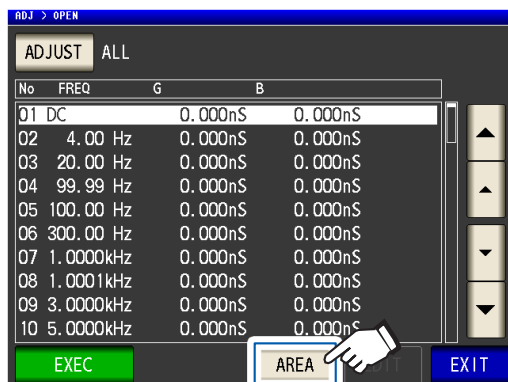 ADJ > OPEN
ADJUST ALL
No FREQ G B
01 DC 0.000nS 0.000nS
02 4.00 Hz 0.000nS 0.000nS
03 20.00 Hz 0.000nS 0.000nS
04 99.99 Hz 0.000nS 0.000nS
05 100.00 Hz 0.000nS 0.000nS
06 300.00 Hz 0.000nS 0.000nS
07 1.0000kHz 0.000nS 0.000nS
08 1.0001kHz 0.000nS 0.000nS
09 3.0000kHz 0.000nS 0.000nS
10 5.0000kHz 0.000nS 0.000nS
EXEC AREA EXIT